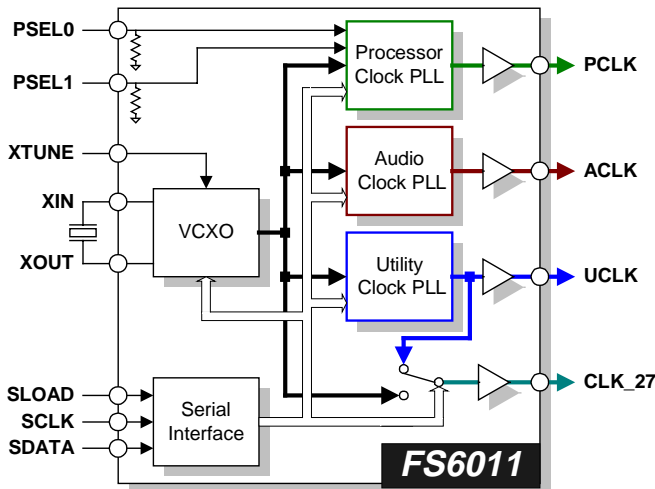 PSEL0
PSEL1
XTUNE
XIN
XOUT
SLOAD
SCLK
SDATA
VCXO
Serial
Interface
Processor
Clock PLL
Audio
Clock PLL
Utility
Clock PLL
PCLK
ACLK
UCLK
CLK_27
FS6011